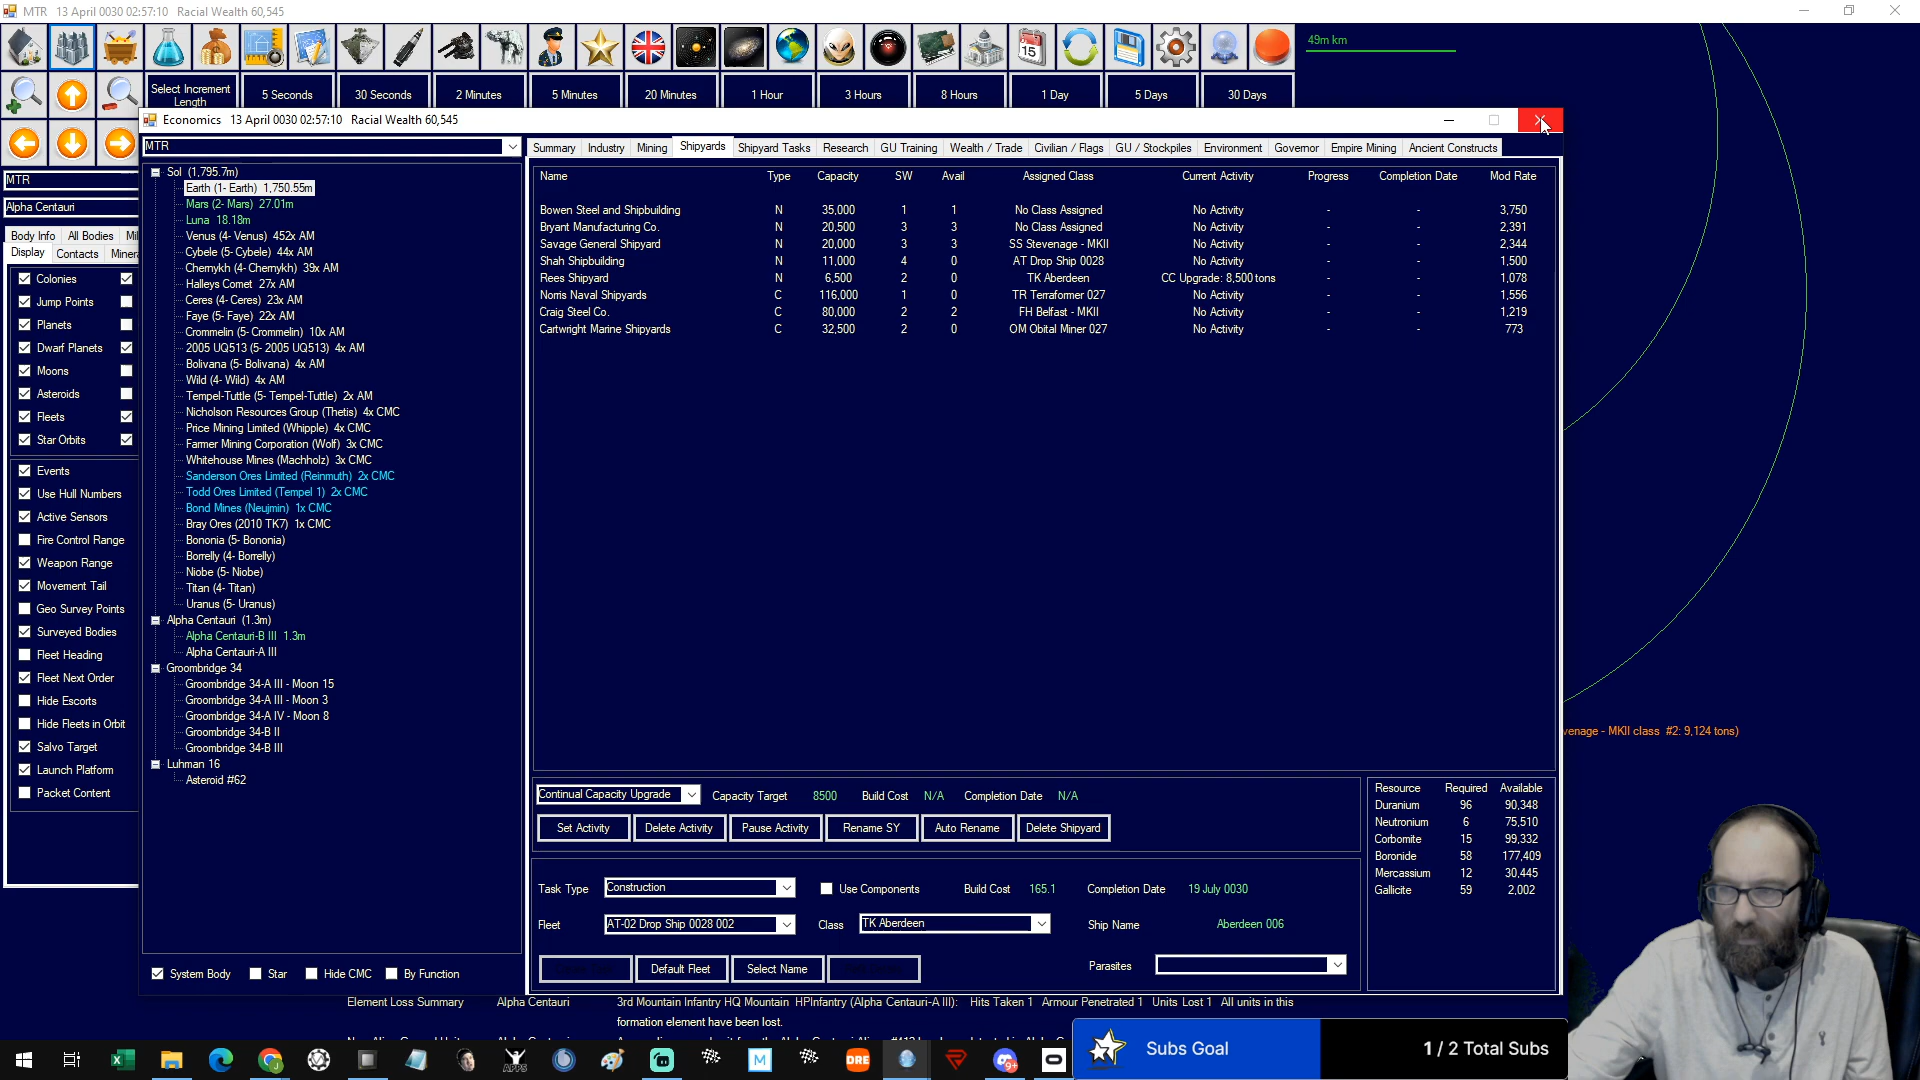 MTR 13 April 0030 02:57:10 Racial Wealth 60,545
49m km
Select Increment Length
5 Seconds 30 Seconds 2 Minutes 5 Minutes 20 Minutes 1 Hour 3 Hours 8 Hours 1 Day 5 Days 30 Days
Economics 13 April 0030 02:57:10 Racial Wealth 60,545
MTR
Summary Industry Mining Shipyards Shipyard Tasks Research GU Training Wealth / Trade Civilian / Flags GU / Stockpiles Environment Governor Empire Mining Ancient Constructs
MTR
Alpha Centauri
Body Info All Bodies Mil
Display Contacts Minera
Colonies
Jump Points
Planets
Dwarf Planets
Moons
Asteroids
Fleets
Star Orbits
Events
Use Hull Numbers
Active Sensors
Fire Control Range
Weapon Range
Movement Tail
Geo Survey Points
Surveyed Bodies
Fleet Heading
Fleet Next Order
Hide Escorts
Hide Fleets in Orbit
Salvo Target
Launch Platform
Packet Content
Sol (1,795.7m)
Earth (1- Earth) 1,750.55m
Mars (2- Mars) 27.01m
Luna 18.18m
Venus (4- Venus) 452x AM
Cybele (5- Cybele) 44x AM
Chernykh (4- Chernykh) 39x AM
Halleys Comet 27x AM
Ceres (4- Ceres) 23x AM
Faye (5- Faye) 22x AM
Crommelin (5- Crommelin) 10x AM
2005 UQ513 (5- 2005 UQ513) 4x AM
Bolivana (5- Bolivana) 4x AM
Wild (4- Wild) 4x AM
Tempel-Tuttle (5- Tempel-Tuttle) 2x AM
Nicholson Resources Group (Thetis) 4x CMC
Price Mining Limited (Whipple) 4x CMC
Farmer Mining Corporation (Wolf) 3x CMC
Whitehouse Mines (Machholz) 3x CMC
Sanderson Ores Limited (Reinmuth) 2x CMC
Todd Ores Limited (Tempel 1) 2x CMC
Bond Mines (Neujmin) 1x CMC
Bray Ores (2010 TK7) 1x CMC
Bononia (5- Bononia)
Borrelly (4- Borrelly)
Niobe (5- Niobe)
Titan (4- Titan)
Uranus (5- Uranus)
Alpha Centauri (1.3m)
Alpha Centauri-B III 1.3m
Alpha Centauri-A III
Groombridge 34
Groombridge 34-A III - Moon 15
Groombridge 34-A III - Moon 3
Groombridge 34-A IV - Moon 8
Groombridge 34-B II
Groombridge 34-B III
Luhman 16
Asteroid #62
System Body Star Hide CMC By Function
Name Type Capacity SW Avail Assigned Class Current Activity Progress Completion Date Mod Rate
Bowen Steel and Shipbuilding N 35,000 1 1 No Class Assigned No Activity - - 3,750
Bryant Manufacturing Co. N 20,500 3 3 No Class Assigned No Activity - - 2,391
Savage General Shipyard N 20,000 3 3 SS Stevenage - MKII No Activity - - 2,344
Shah Shipbuilding N 11,000 4 0 AT Drop Ship 0028 No Activity - - 1,500
Rees Shipyard N 6,500 2 0 TK Aberdeen CC Upgrade: 8,500 tons - - 1,078
Norris Naval Shipyards C 116,000 1 0 TR Terraformer 027 No Activity - - 1,556
Craig Steel Co. C 80,000 2 2 FH Belfast - MKII No Activity - - 1,219
Cartwright Marine Shipyards C 32,500 2 0 OM Obital Miner 027 No Activity - - 773
venage - MKII class #2: 9,124 tons)
Continual Capacity Upgrade Capacity Target 8500 Build Cost N/A Completion Date N/A
Set Activity Delete Activity Pause Activity Rename SY Auto Rename Delete Shipyard
Task Type Construction Use Components Build Cost 165.1 Completion Date 19 July 0030
Fleet AT-02 Drop Ship 0028 002 Class TK Aberdeen Ship Name Aberdeen 006
Default Fleet Select Name Parasites
Resource Required Available
Duranium 96 90,348
Neutronium 6 75,510
Corbomite 15 99,332
Boronide 58 177,409
Mercassium 12 30,445
Gallicite 59 2,002
Element Loss Summary Alpha Centauri 3rd Mountain Infantry HQ Mountain HPInfantry (Alpha Centauri-A III): Hits Taken 1 Armour Penetrated 1 Units Lost 1 All units in this
formation element have been lost.
Subs Goal 1 / 2 Total Subs
APPS
M
DRE
9+